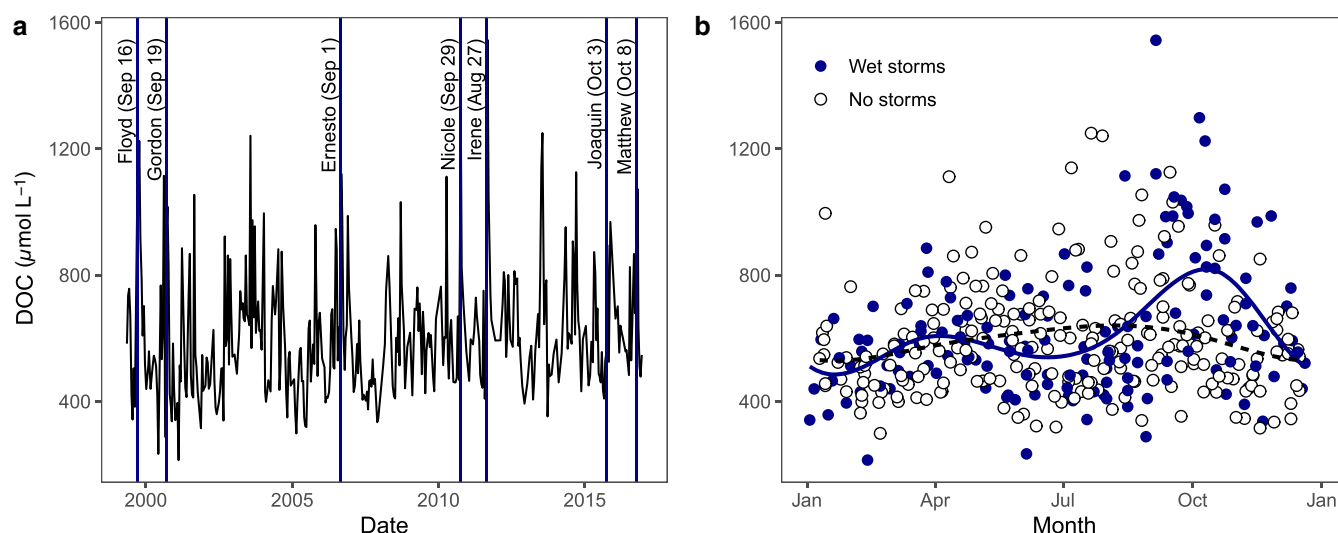 a
1600
1200
800
400
DOC (µmol L⁻¹)
Floyd (Sep 16)
Gordon (Sep 19)
Ernesto (Sep 1)
Nicole (Sep 29)
Irene (Aug 27)
Joaquin (Oct 3)
Matthew (Oct 8)
2000
2005
2010
2015
Date
b
1600
1200
800
400
Wet storms
No storms
Jan
Apr
Jul
Oct
Jan
Month